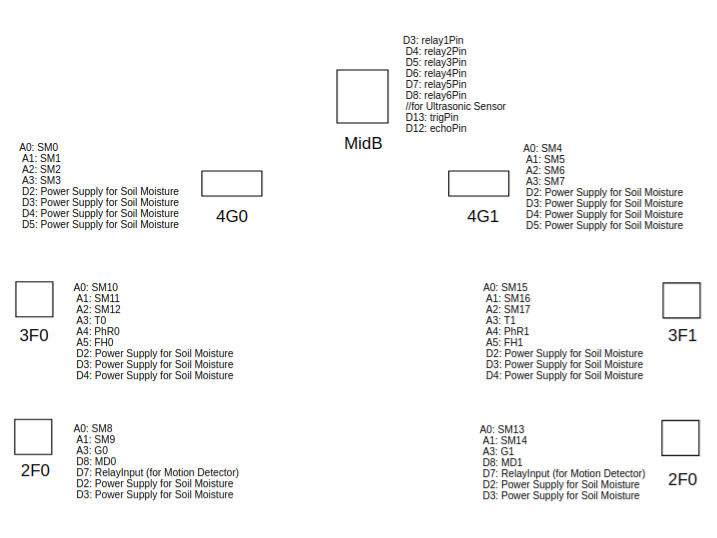 D3: relay1Pin
D4: relay2Pin
D5: relay3Pin
D6: relay4Pin
D7: relay5Pin
D8: relay6Pin
//for Ultrasonic Sensor
D13: trigPin
D12: echoPin
MidB
A0: SM0
A1: SM1
A2: SM2
A3: SM3
D2: Power Supply for Soil Moisture
D3: Power Supply for Soil Moisture
D4: Power Supply for Soil Moisture
D5: Power Supply for Soil Moisture
4G0
4G1
A0: SM4
A1: SM5
A2: SM6
A3: SM7
D2: Power Supply for Soil Moisture
D3: Power Supply for Soil Moisture
D4: Power Supply for Soil Moisture
D5: Power Supply for Soil Moisture
3F0
A0: SM10
A1: SM11
A2: SM12
A3: T0
A4: PhR0
A5: FH0
D2: Power Supply for Soil Moisture
D3: Power Supply for Soil Moisture
D4: Power Supply for Soil Moisture
A0: SM15
A1: SM16
A2: SM17
A3: T1
A4: PhR1
A5: FH1
D2: Power Supply for Soil Moisture
D3: Power Supply for Soil Moisture
D4: Power Supply for Soil Moisture
3F1
2F0
A0: SM8
A1: SM9
A3: G0
D8: MD0
D7: RelayInput (for Motion Detector)
D2: Power Supply for Soil Moisture
D3: Power Supply for Soil Moisture
A0: SM13
A1: SM14
A3: G1
D8: MD1
D7: RelayInput (for Motion Detector)
D2: Power Supply for Soil Moisture
D3: Power Supply for Soil Moisture
2F0